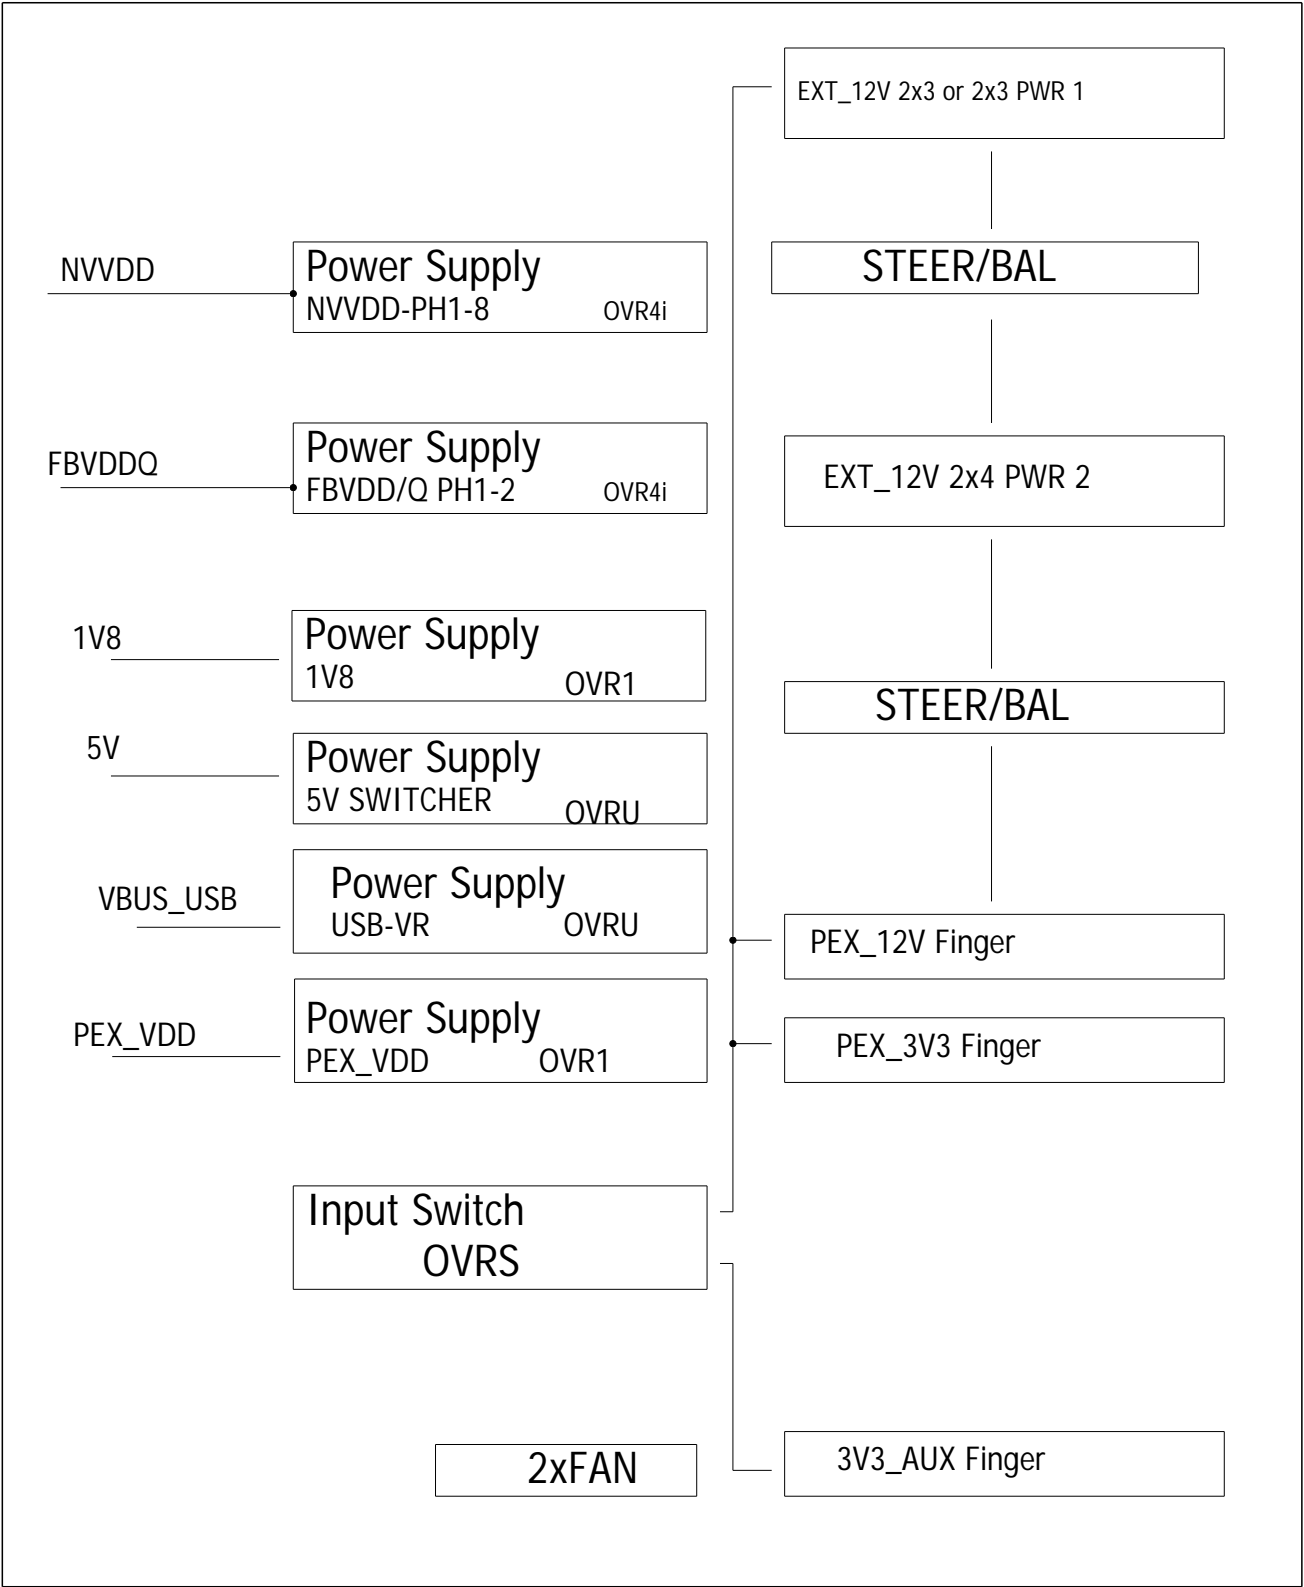 EXT_12V 2x3 or 2x3 PWR 1
NVVDD
Power Supply
NVVDD-PH1-8
OVR4i
STEER/BAL
FBVDDQ
Power Supply
FBVDD/Q PH1-2
OVR4i
EXT_12V 2x4 PWR 2
1V8
Power Supply
1V8
OVR1
STEER/BAL
5V
Power Supply
5V SWITCHER
OVRU
VBUS_USB
Power Supply
USB-VR
OVRU
PEX_12V Finger
PEX_VDD
Power Supply
PEX_VDD
OVR1
PEX_3V3 Finger
Input Switch
OVRS
2xFAN
3V3_AUX Finger